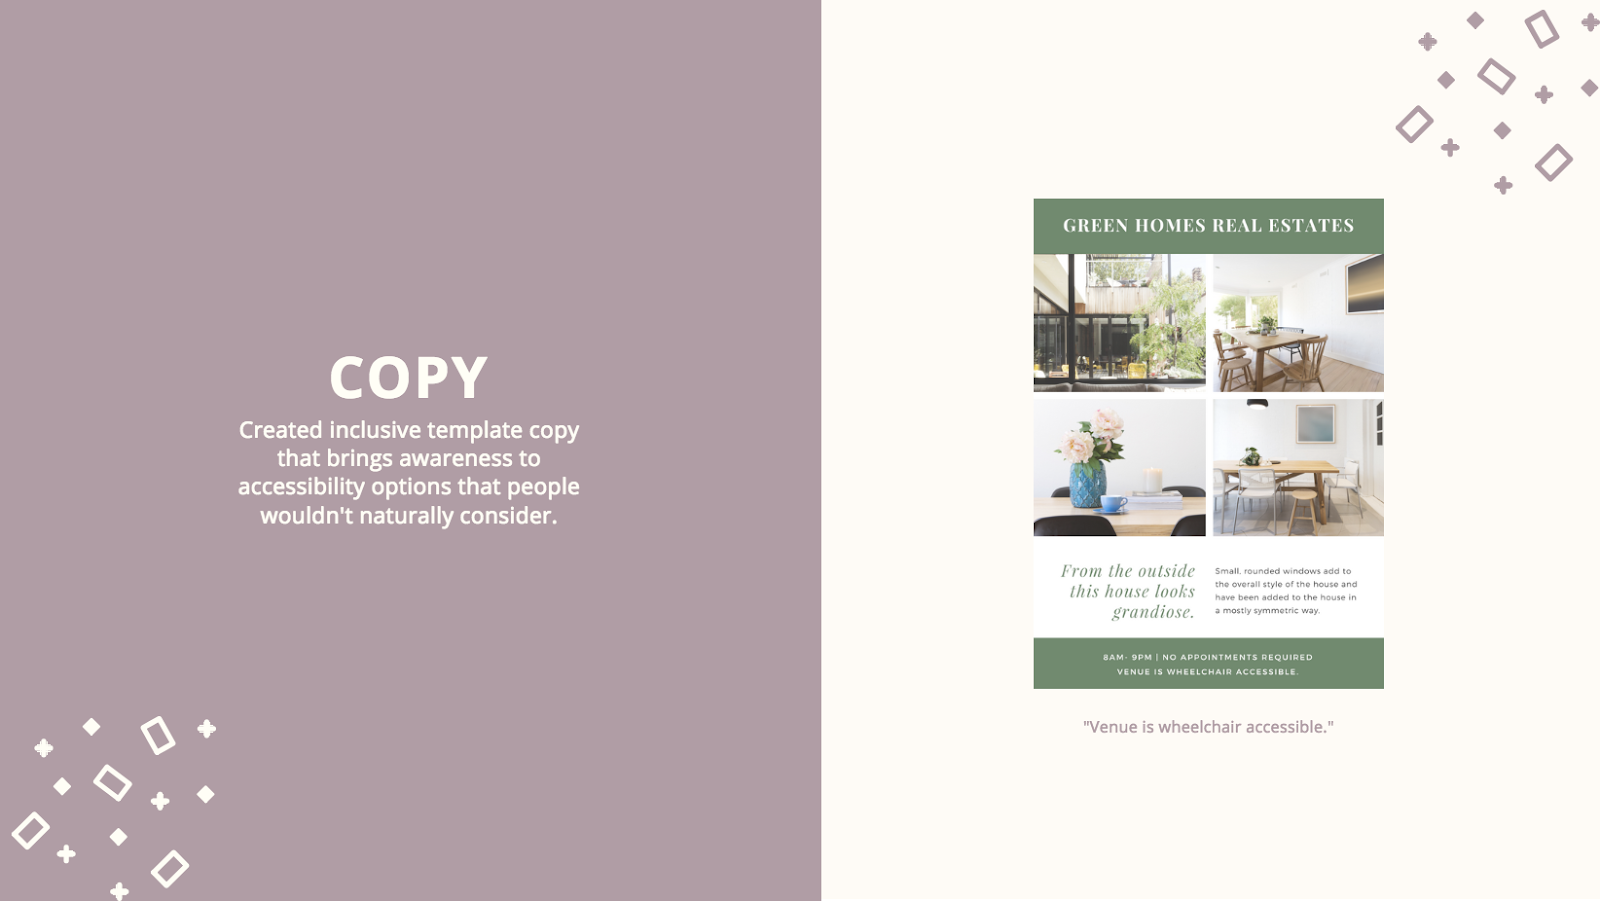 COPY
Created inclusive template copy
that brings awareness to
accessibility options that people
wouldn't naturally consider.
GREEN HOMES REAL ESTATES
From the outside
this house looks
grandiose.
Small, rounded windows add to
the overall style of the house and
have been added to the house in
a mostly symmetric way.
8AM- 9PM | NO APPOINTMENTS REQUIRED
VENUE IS WHEELCHAIR ACCESSIBLE.
"Venue is wheelchair accessible."